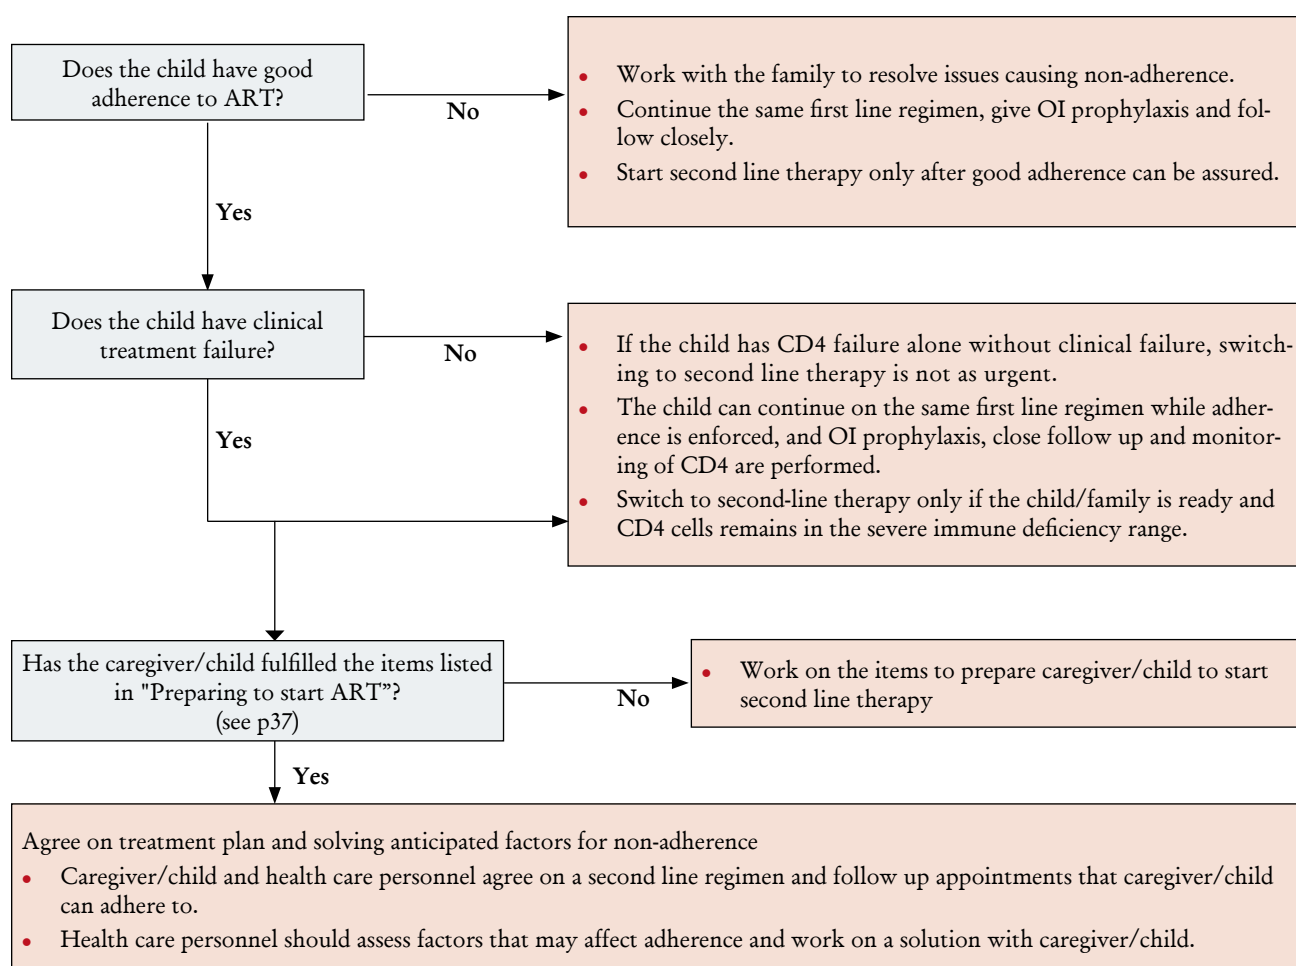 Does the child have good
adherence to ART?
No
• Work with the family to resolve issues causing non-adherence.
• Continue the same first line regimen, give OI prophylaxis and fol-
low closely.
• Start second line therapy only after good adherence can be assured.
Yes
Does the child have clinical
treatment failure?
No
• If the child has CD4 failure alone without clinical failure, switch-
ing to second line therapy is not as urgent.
• The child can continue on the same first line regimen while adher-
ence is enforced, and OI prophylaxis, close follow up and monitor-
ing of CD4 are performed.
• Switch to second-line therapy only if the child/family is ready and
CD4 cells remains in the severe immune deficiency range.
Yes
Has the caregiver/child fulfilled the items listed
in "Preparing to start ART”?
(see p37)
No
• Work on the items to prepare caregiver/child to start
second line therapy
Yes
Agree on treatment plan and solving anticipated factors for non-adherence
• Caregiver/child and health care personnel agree on a second line regimen and follow up appointments that caregiver/child
can adhere to.
• Health care personnel should assess factors that may affect adherence and work on a solution with caregiver/child.